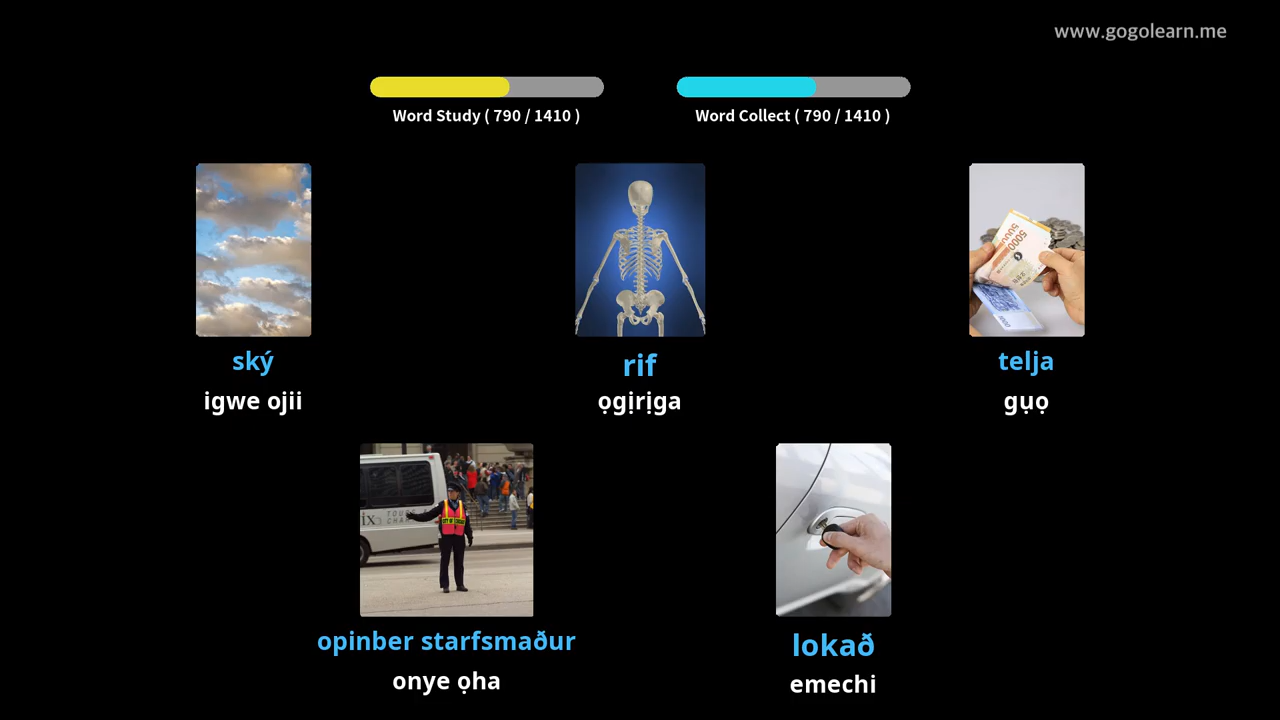 www.gogolearn.me
Word Study ( 790 / 1410 )
Word Collect ( 790 / 1410 )
ský
igwe ojii
rif
ọgịrịga
telja
gụọ
opinber starfsmaður
onye ọha
lokað
emechi